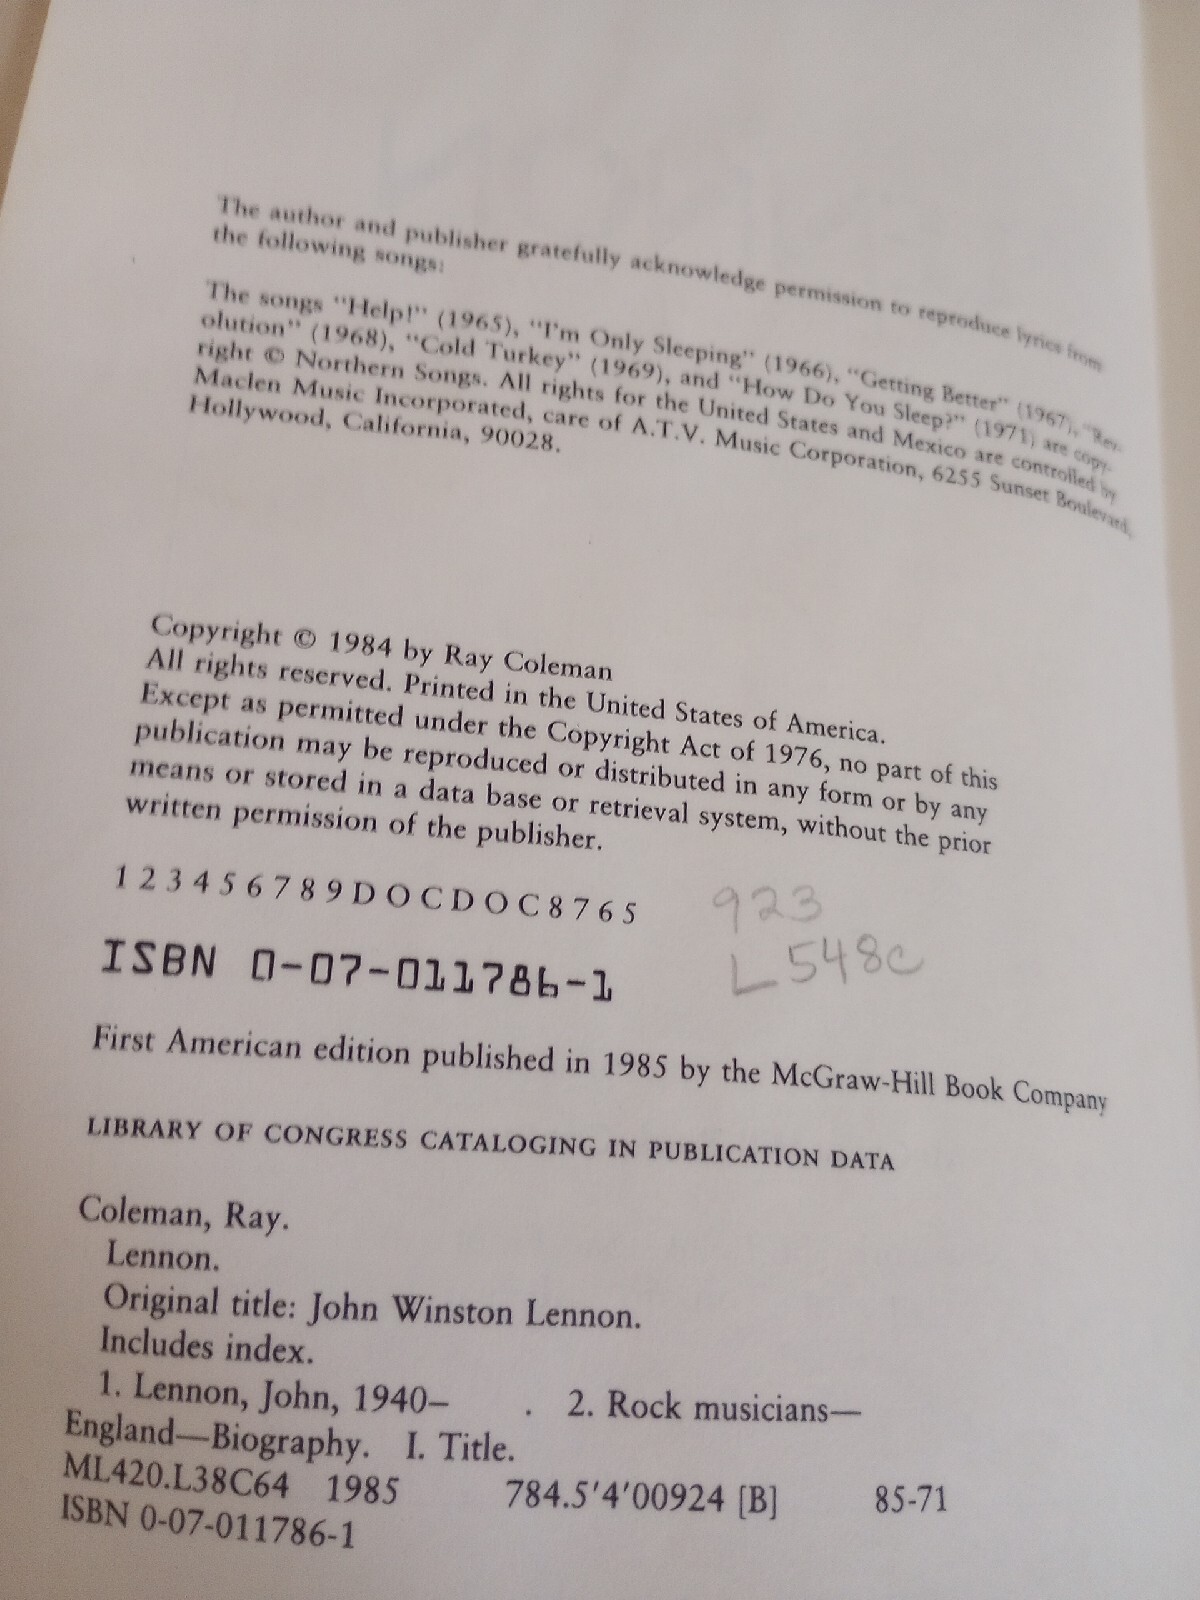 The author and publisher gratefully acknowledge permission to reproduce lyrics from
the following songs:
The songs "Help!" (1965), "I'm Only Sleeping" (1966), "Getting Better" (1967), "Rev-
olution" (1968), "Cold Turkey" (1969), and "How Do You Sleep?" (1971) are copy-
right © Northern Songs. All rights for the United States and Mexico are controlled by
Maclen Music Incorporated, care of A.T.V. Music Corporation, 6255 Sunset Boulevard,
Hollywood, California, 90028.
Copyright © 1984 by Ray Coleman
All rights reserved. Printed in the United States of America.
Except as permitted under the Copyright Act of 1976, no part of this
publication may be reproduced or distributed in any form or by any
means or stored in a data base or retrieval system, without the prior
written permission of the publisher.
1 2 3 4 5 6 7 8 9 D O C D O C 8 7 6 5
923
ISBN 0-07-011786-1
L548c
First American edition published in 1985 by the McGraw-Hill Book Company
LIBRARY OF CONGRESS CATALOGING IN PUBLICATION DATA
Coleman, Ray.
Lennon.
Original title: John Winston Lennon.
Includes index.
1. Lennon, John, 1940– . 2. Rock musicians—
England—Biography. I. Title.
ML420.L38C64 1985 784.5'4'00924 [B] 85-71
ISBN 0-07-011786-1